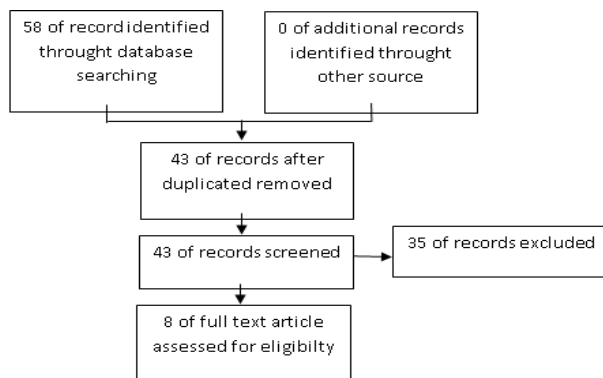 58 of record identified
throught database
searching
0 of additional records
identified throught
other source
43 of records after
duplicated removed
43 of records screened
35 of records excluded
8 of full text article
assessed for eligibilty